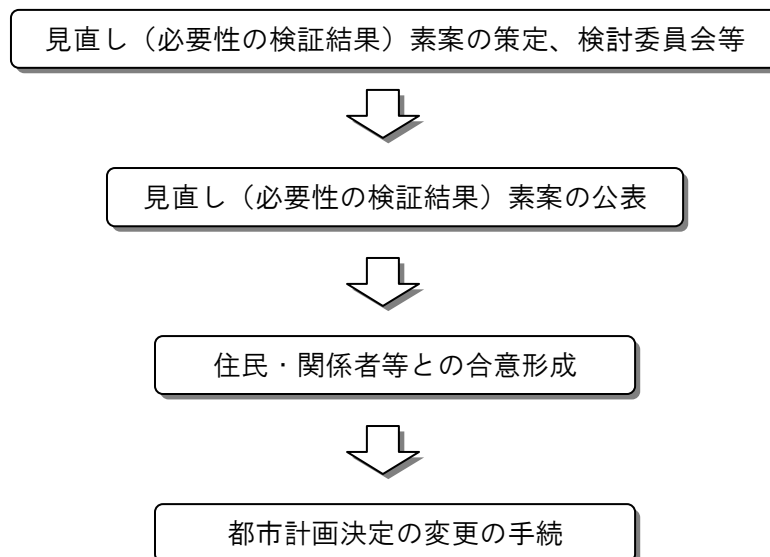 見直し（必要性の検証結果）素案の策定、検討委員会等
見直し（必要性の検証結果）素案の公表
住民・関係者等との合意形成
都市計画決定の変更の手続